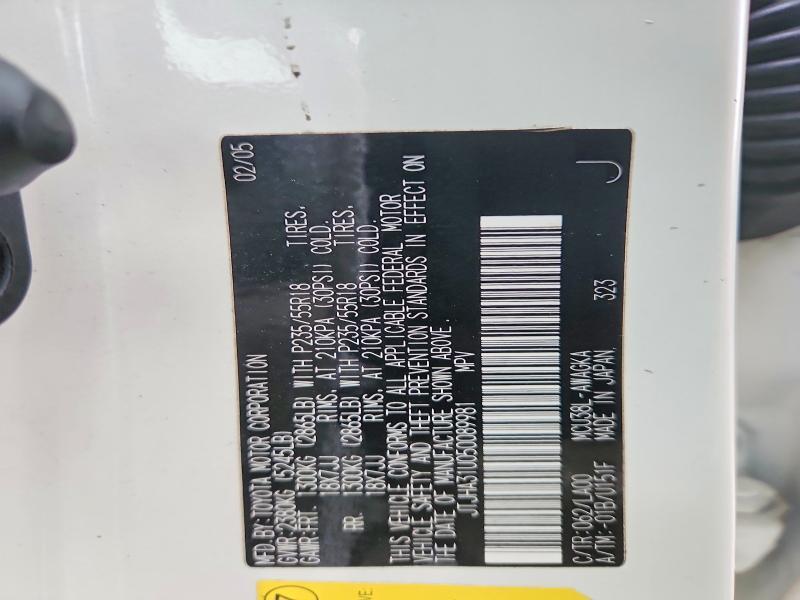 MFD BY:TOYOTA MOTOR CORPORATION 02/05
GVWR:2380KG (5245LB)
GAWR:FRT. 1300KG (2865LB) WITH P235/55R18 TIRES,
18X7JJ RIMS, AT 210KPA (30PSI) COLD.
RR. 1300KG (2865LB) WITH P235/55R18 TIRES,
18X7JJ RIMS, AT 210KPA (30PSI) COLD.
THIS VEHICLE CONFORMS TO ALL APPLICABLE FEDERAL MOTOR
VEHICLE SAFETY AND THEFT PREVENTION STANDARDS IN EFFECT ON
THE DATE OF MANUFACTURE SHOWN ABOVE.
JTJHA31U050089981 MPV
C/TR:062/LA00 MCU38L-AWAGKA 323
A/TM:-01B/U151F MADE IN JAPAN.
J